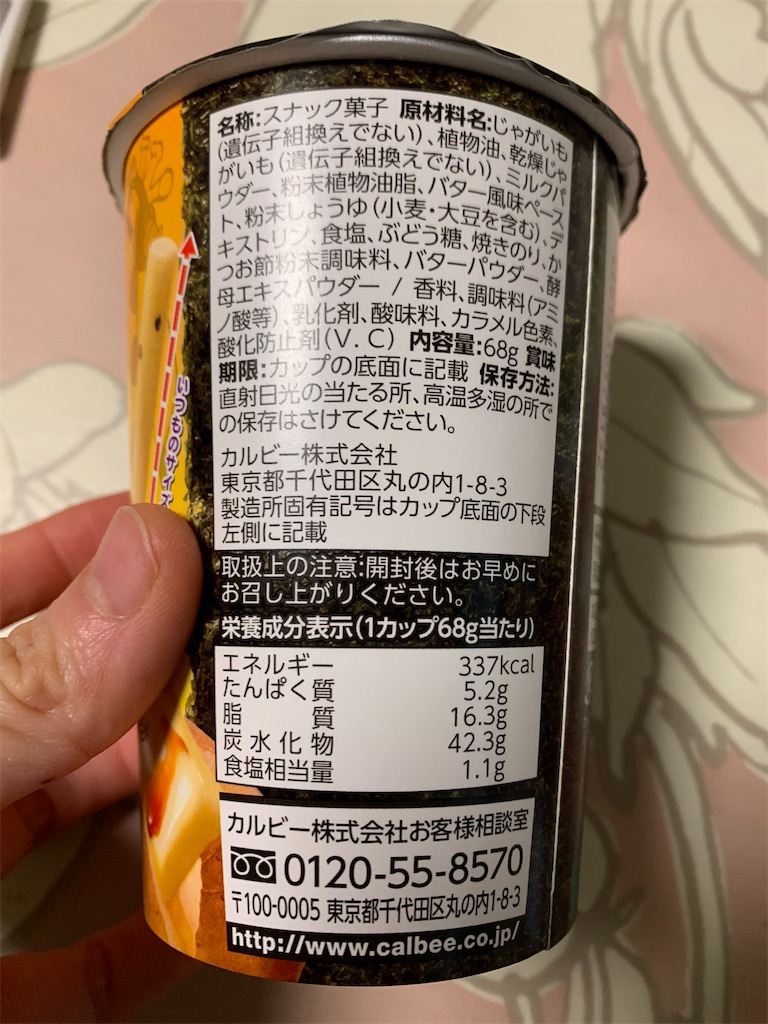 名称:スナック菓子 原材料名:じゃがいも
(遺伝子組換えでない)、植物油、乾燥じゃ
がいも(遺伝子組換えでない)、ミルクパ
ウダー、粉末植物油脂、バター風味ペース
ト、粉末しょうゆ(小麦・大豆を含む)、デ
キストリン、食塩、ぶどう糖、焼きのり、か
つお節粉末調味料、バターパウダー、酵
母エキスパウダー / 香料、調味料(アミ
ノ酸等)、乳化剤、酸味料、カラメル色素、
酸化防止剤(V.C) 内容量:68g 賞味
期限:カップの底面に記載 保存方法:
直射日光の当たる所、高温多湿の所で
の保存はさけてください。
カルビー株式会社
東京都千代田区丸の内1-8-3
製造所固有記号はカップ底面の下段
左側に記載
取扱上の注意:開封後はお早めに
お召し上がりください。
栄養成分表示(1カップ68g当たり)
エネルギー 337kcal
たんぱく質 5.2g
脂質 16.3g
炭水化物 42.3g
食塩相当量 1.1g
カルビー株式会社お客様相談室
0120-55-8570
〒100-0005 東京都千代田区丸の内1-8-3
http://www.calbee.co.jp/
いつものサイズ